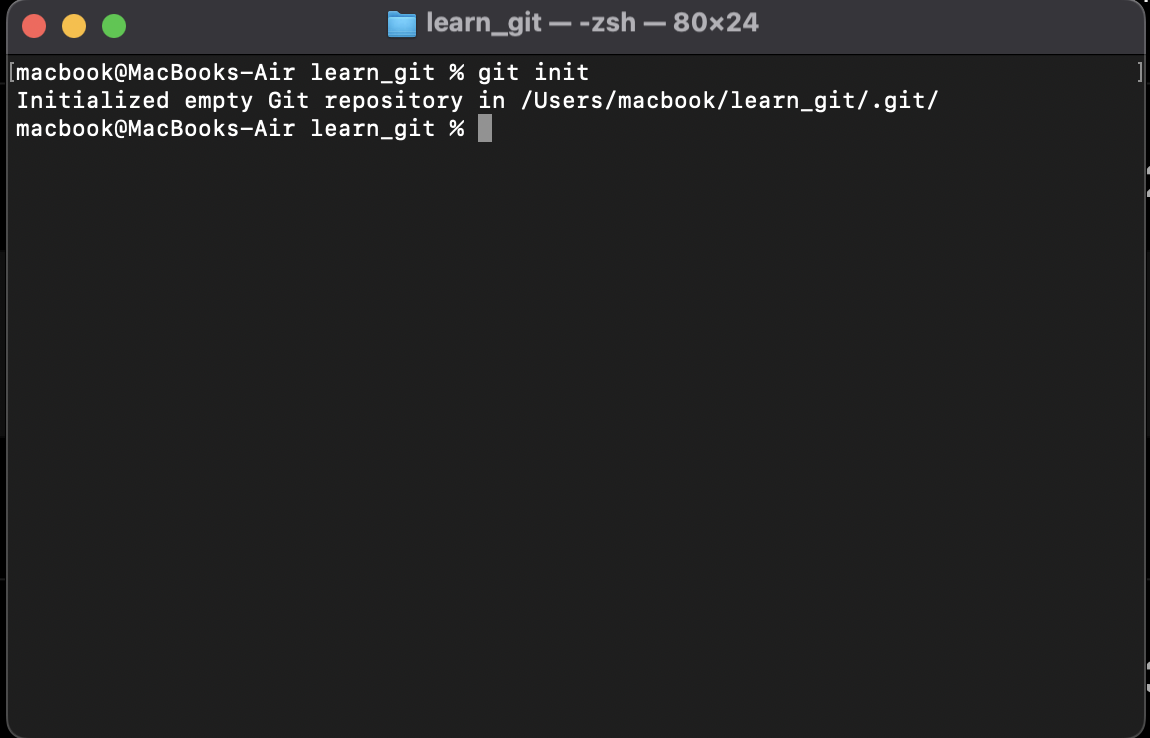 learn_git — -zsh — 80×24
[macbook@MacBooks-Air learn_git % git init ]
Initialized empty Git repository in /Users/macbook/learn_git/.git/
macbook@MacBooks-Air learn_git %